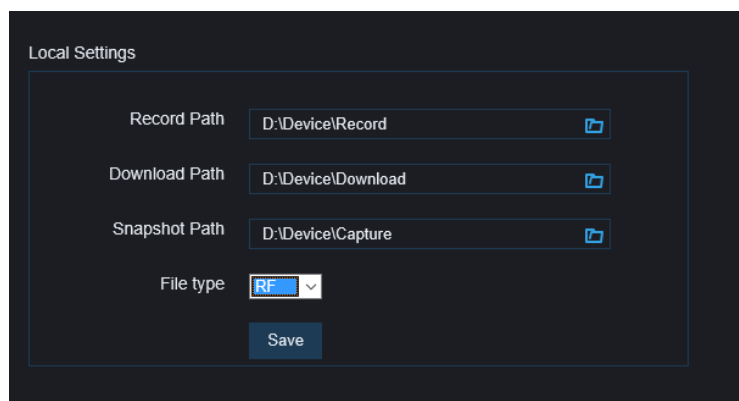 Local Settings
Record Path D:\Device\Record
Download Path D:\Device\Download
Snapshot Path D:\Device\Capture
File type RF
Save